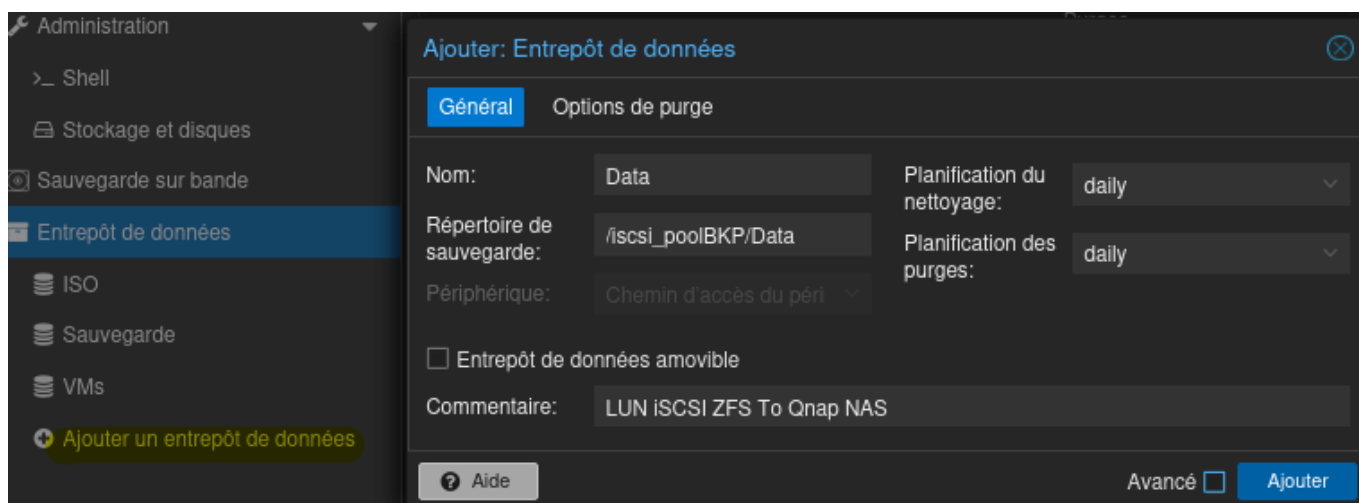 Administration
>_ Shell
Stockage et disques
Sauvegarde sur bande
Entrepôt de données
ISO
Sauvegarde
VMs
Ajouter un entrepôt de données
Ajouter: Entrepôt de données
Général
Options de purge
Nom:
Data
Répertoire de
sauvegarde:
/iscsi_poolBKP/Data
Périphérique:
Chemin d'accès du péri
Planification du
nettoyage:
daily
Planification des
purges:
daily
Entrepôt de données amovible
Commentaire:
LUN iSCSI ZFS To Qnap NAS
Aide
Avancé
Ajouter